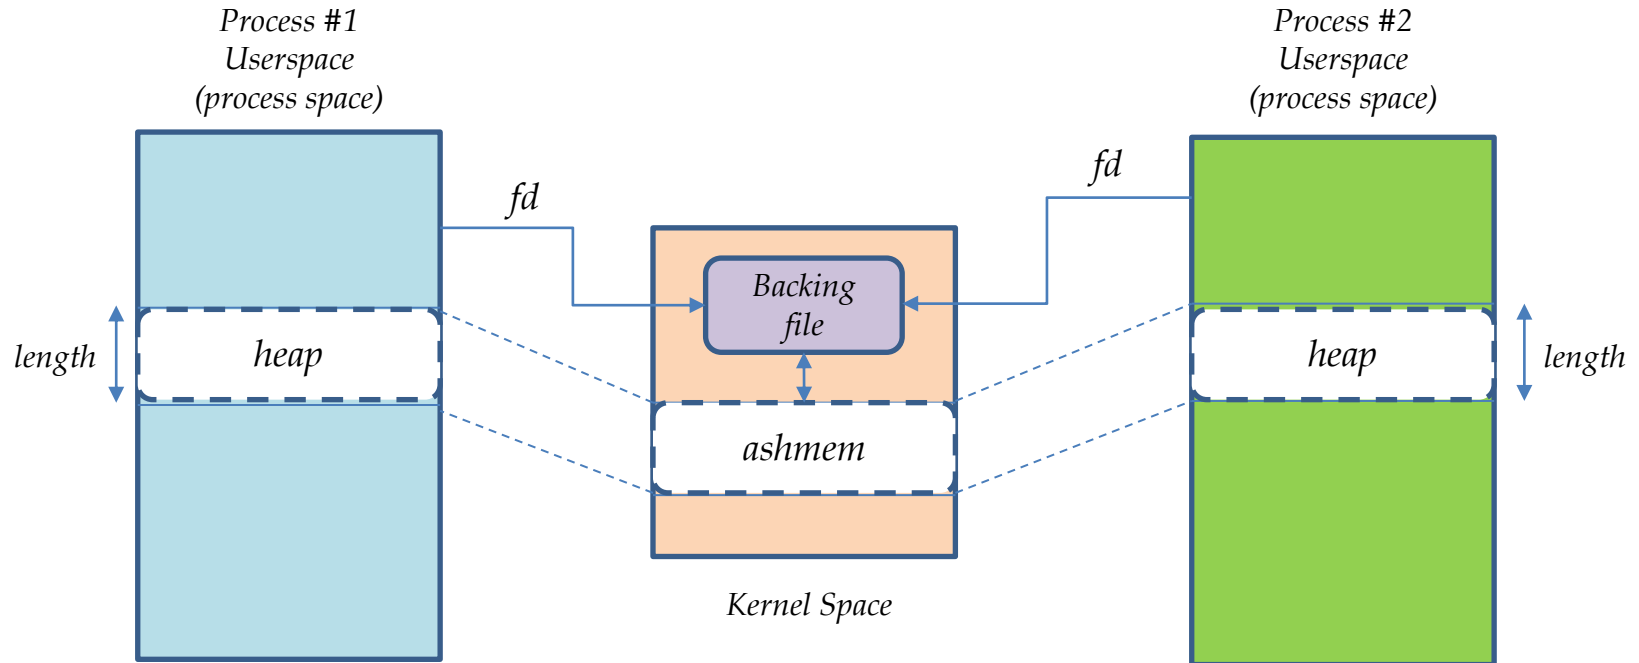 Process #1
Userspace
(process space)
Process #2
Userspace
(process space)
fd
fd
Backing
file
length
heap
heap
length
ashmem
Kernel Space